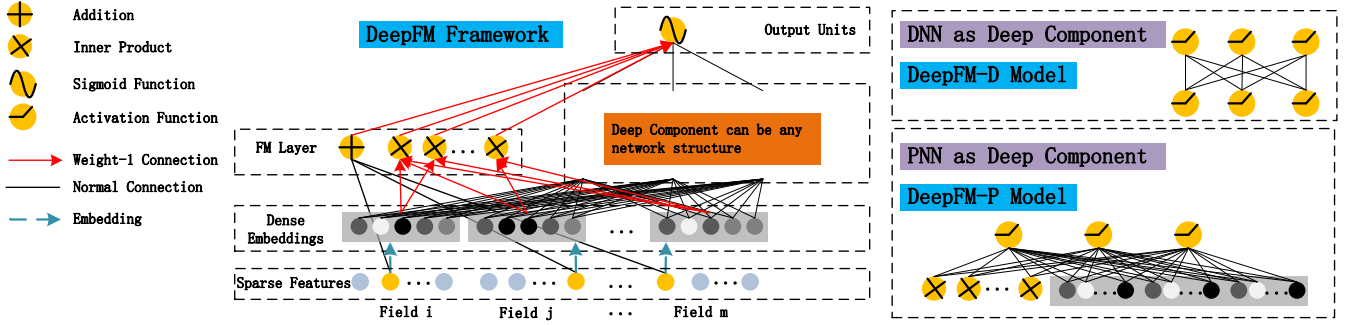 Addition
Inner Product
Sigmoid Function
Activation Function
Weight-1 Connection
Normal Connection
Embedding
DeepFM Framework
Output Units
FM Layer
...
Deep Component can be any
network structure
Dense
Embeddings
...
Sparse Features
... ... ... ...
Field i Field j ... Field m
DNN as Deep Component
DeepFM-D Model
PNN as Deep Component
DeepFM-P Model
... ... ... ...